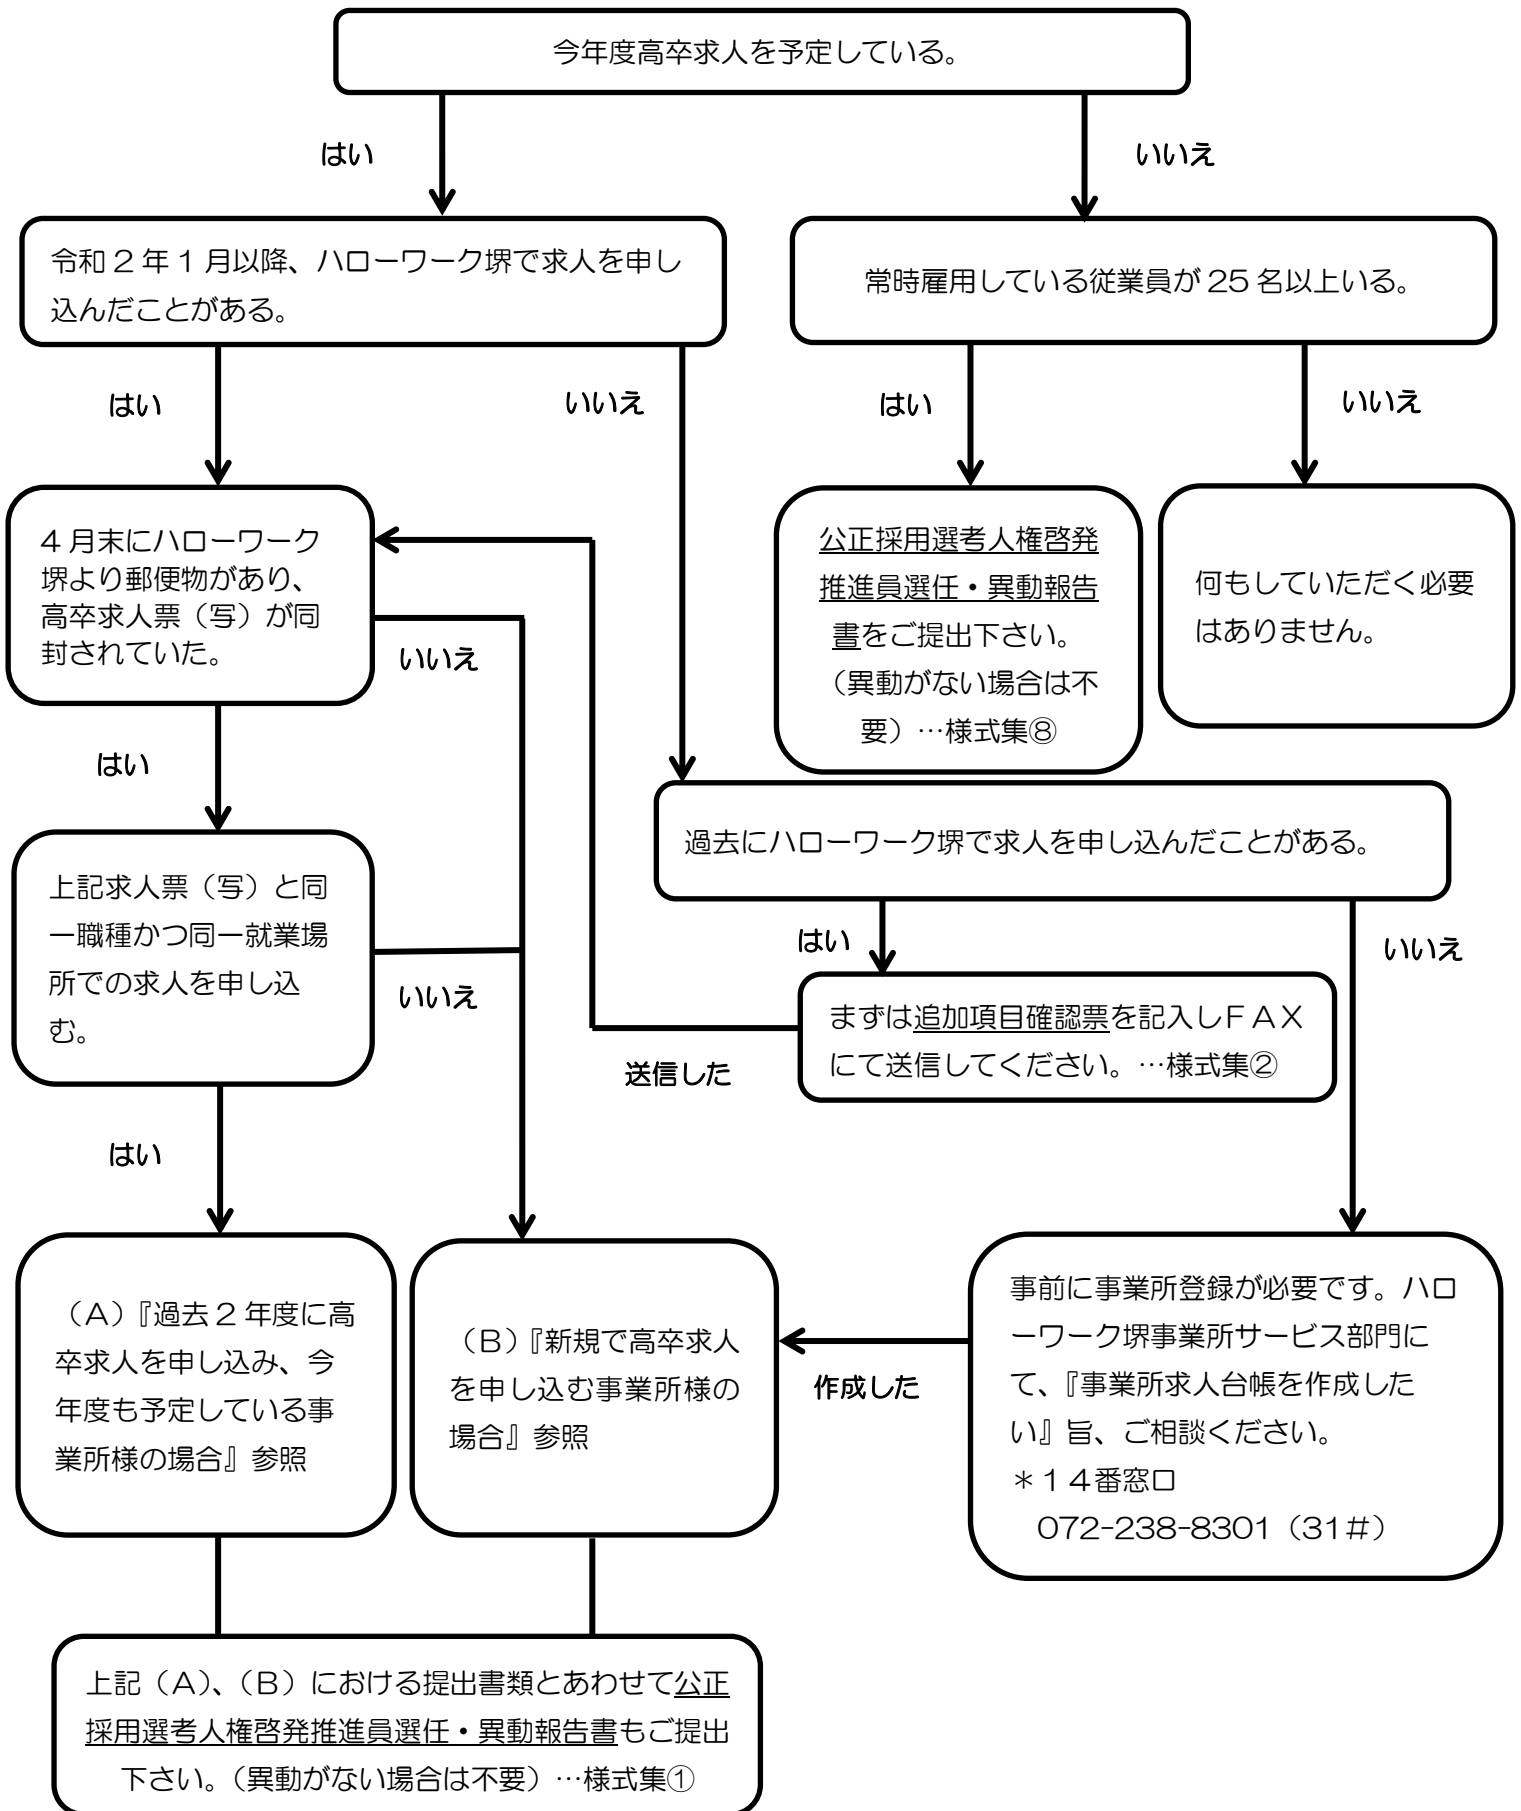 今年度高卒求人を予定している。
はい
いいえ
令和２年１月以降、ハローワーク堺で求人を申し
込んだことがある。
常時雇用している従業員が 25 名以上いる。
はい
いいえ
はい
いいえ
４月末にハローワーク
堺より郵便物があり、
高卒求人票（写）が同
封されていた。
公正採用選考人権啓発
推進員選任・異動報告
書をご提出下さい。
（異動がない場合は不
要）…様式集⑧
何もしていただく必要
はありません。
いいえ
はい
過去にハローワーク堺で求人を申し込んだことがある。
上記求人票（写）と同
一職種かつ同一就業場
所での求人を申し込
む。
はい
いいえ
いいえ
まずは追加項目確認票を記入しＦＡＸ
にて送信してください。…様式集②
送信した
はい
（A）『過去２年度に高
卒求人を申し込み、今
年度も予定している事
業所様の場合』参照
（B）『新規で高卒求人
を申し込む事業所様の
場合』参照
作成した
事前に事業所登録が必要です。ハロ
ーワーク堺事業所サービス部門に
て、『事業所求人台帳を作成した
い』旨、ご相談ください。
＊１４番窓口
072-238-8301（31＃）
上記（A）、（B）における提出書類とあわせて公正
採用選考人権啓発推進員選任・異動報告書もご提出
下さい。（異動がない場合は不要）…様式集①